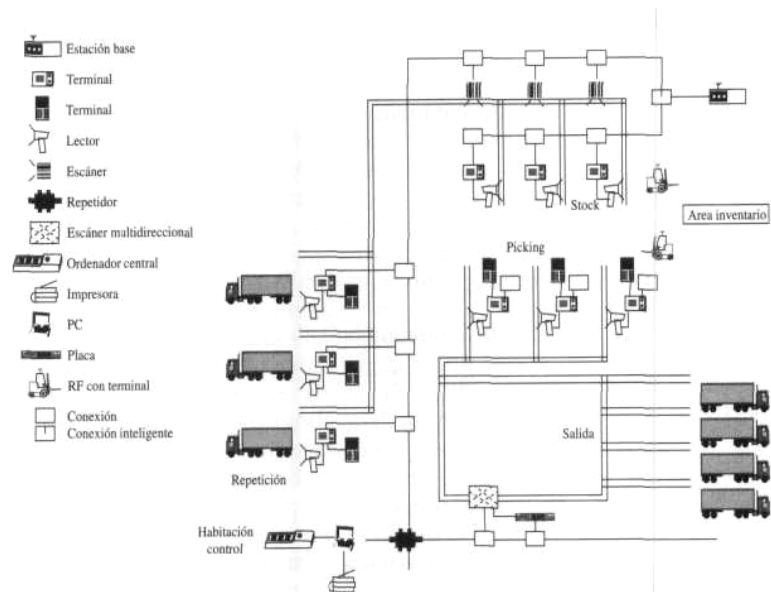 Estación base
Terminal
Terminal
Lector
Escáner
Repetidor
Escáner multidireccional
Ordenador central
Impresora
PC
Placa
RF con terminal
Conexión
Conexión inteligente
Stock
Area inventario
Picking
Salida
Repetición
Habitación
control